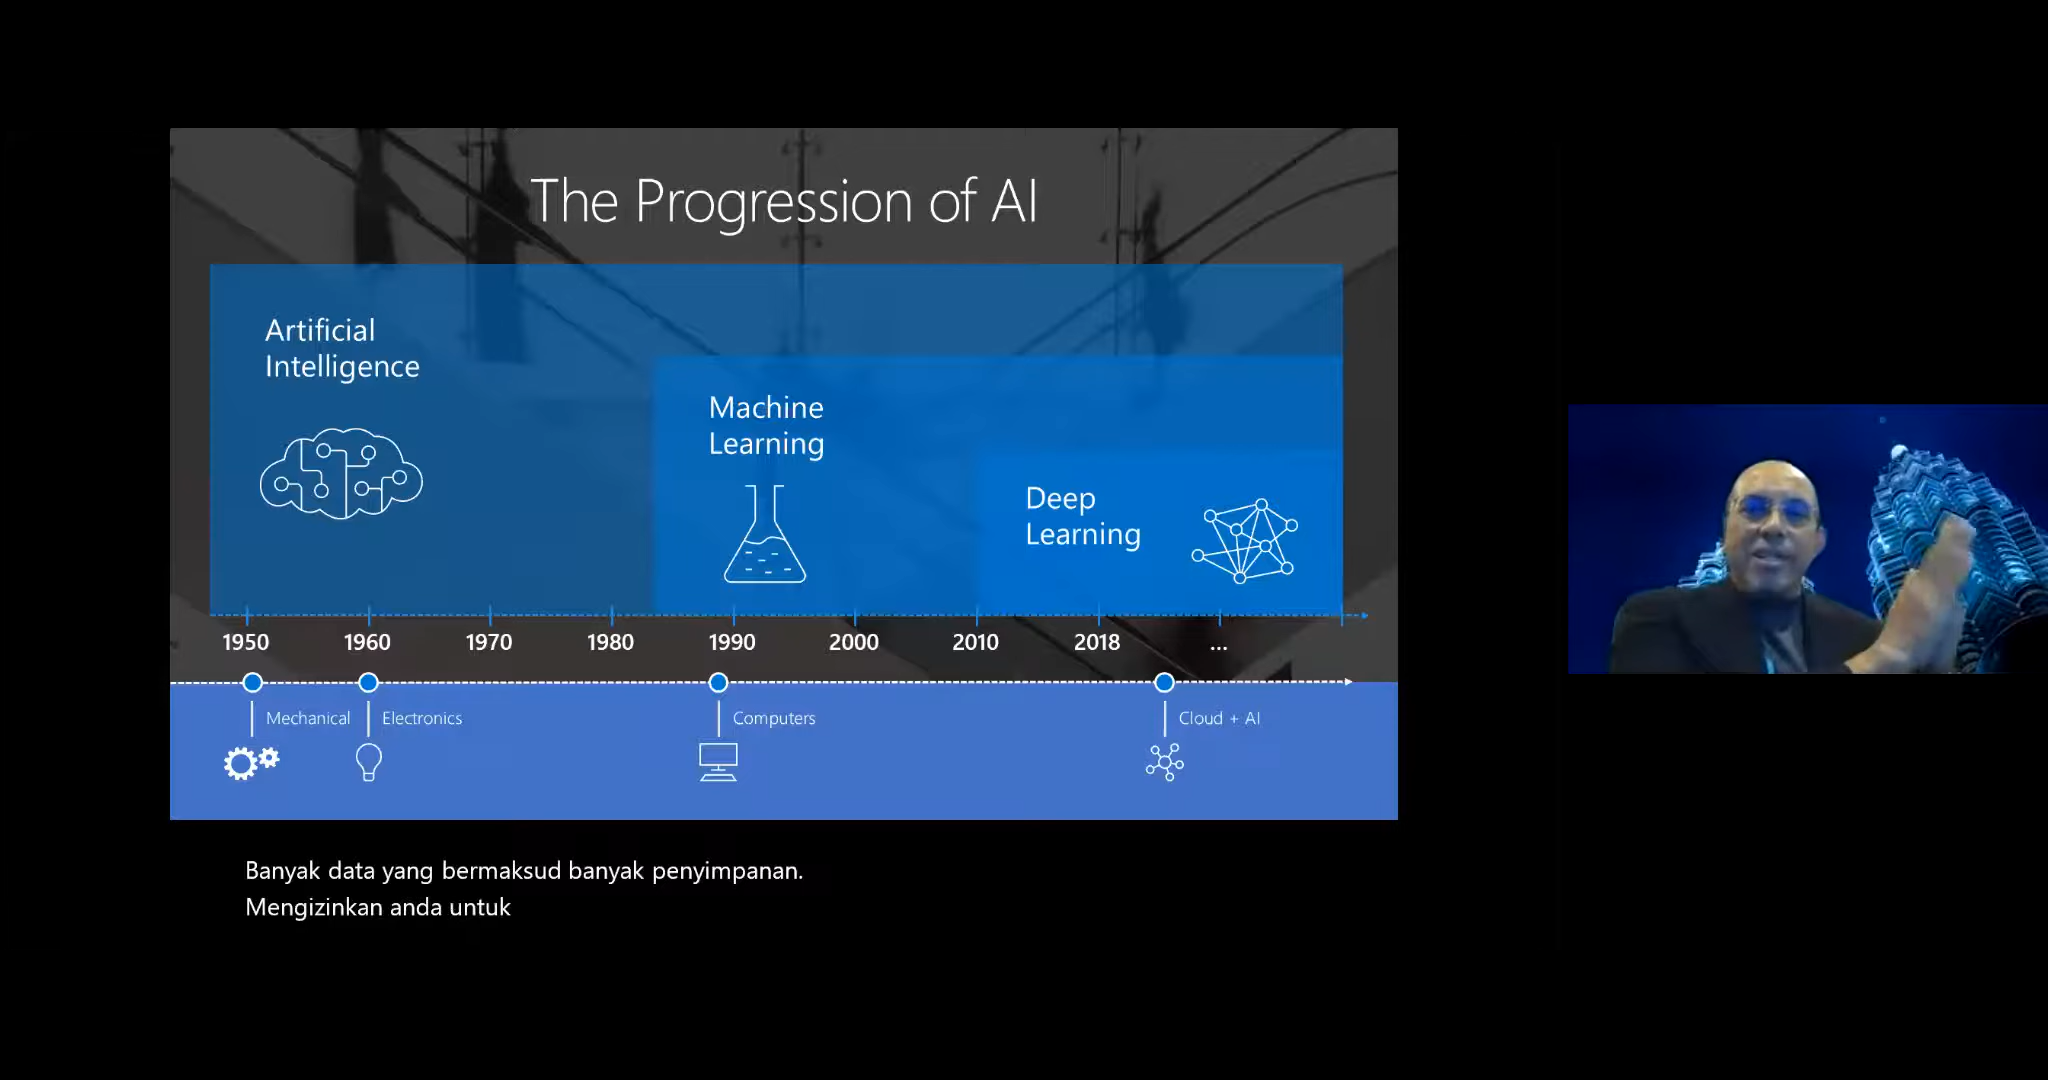 The Progression of AI
Artificial
Intelligence
Machine
Learning
Deep
Learning
1950 1960 1970 1980 1990 2000 2010 2018 ...
Mechanical Electronics Computers Cloud + AI
Banyak data yang bermaksud banyak penyimpanan.
Mengizinkan anda untuk